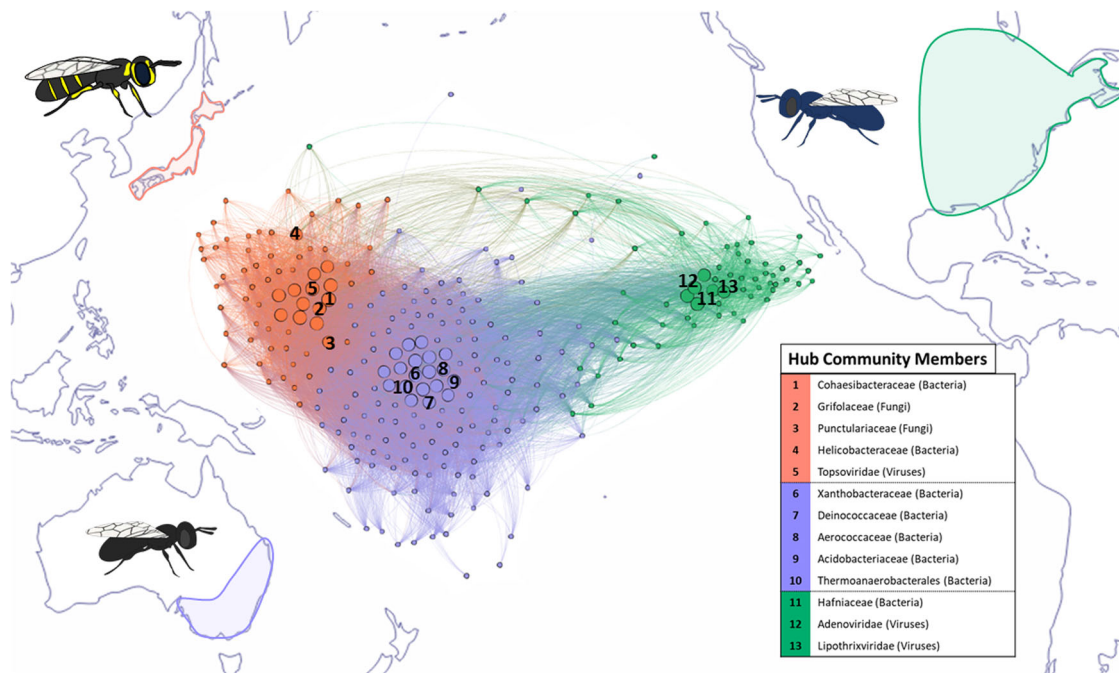 4
5
1
2
3
12
13
11
6
8
10
9
7
Hub Community Members
1 Cohaesibacteraceae (Bacteria)
2 Grifolaceae (Fungi)
3 Punctulariaceae (Fungi)
4 Helicobacteraceae (Bacteria)
5 Topsoviridae (Viruses)
6 Xanthobacteraceae (Bacteria)
7 Deinococcaceae (Bacteria)
8 Aerococcaceae (Bacteria)
9 Acidobacteriaceae (Bacteria)
10 Thermoanaerobacterales (Bacteria)
11 Hafniaceae (Bacteria)
12 Adenoviridae (Viruses)
13 Lipothrixviridae (Viruses)